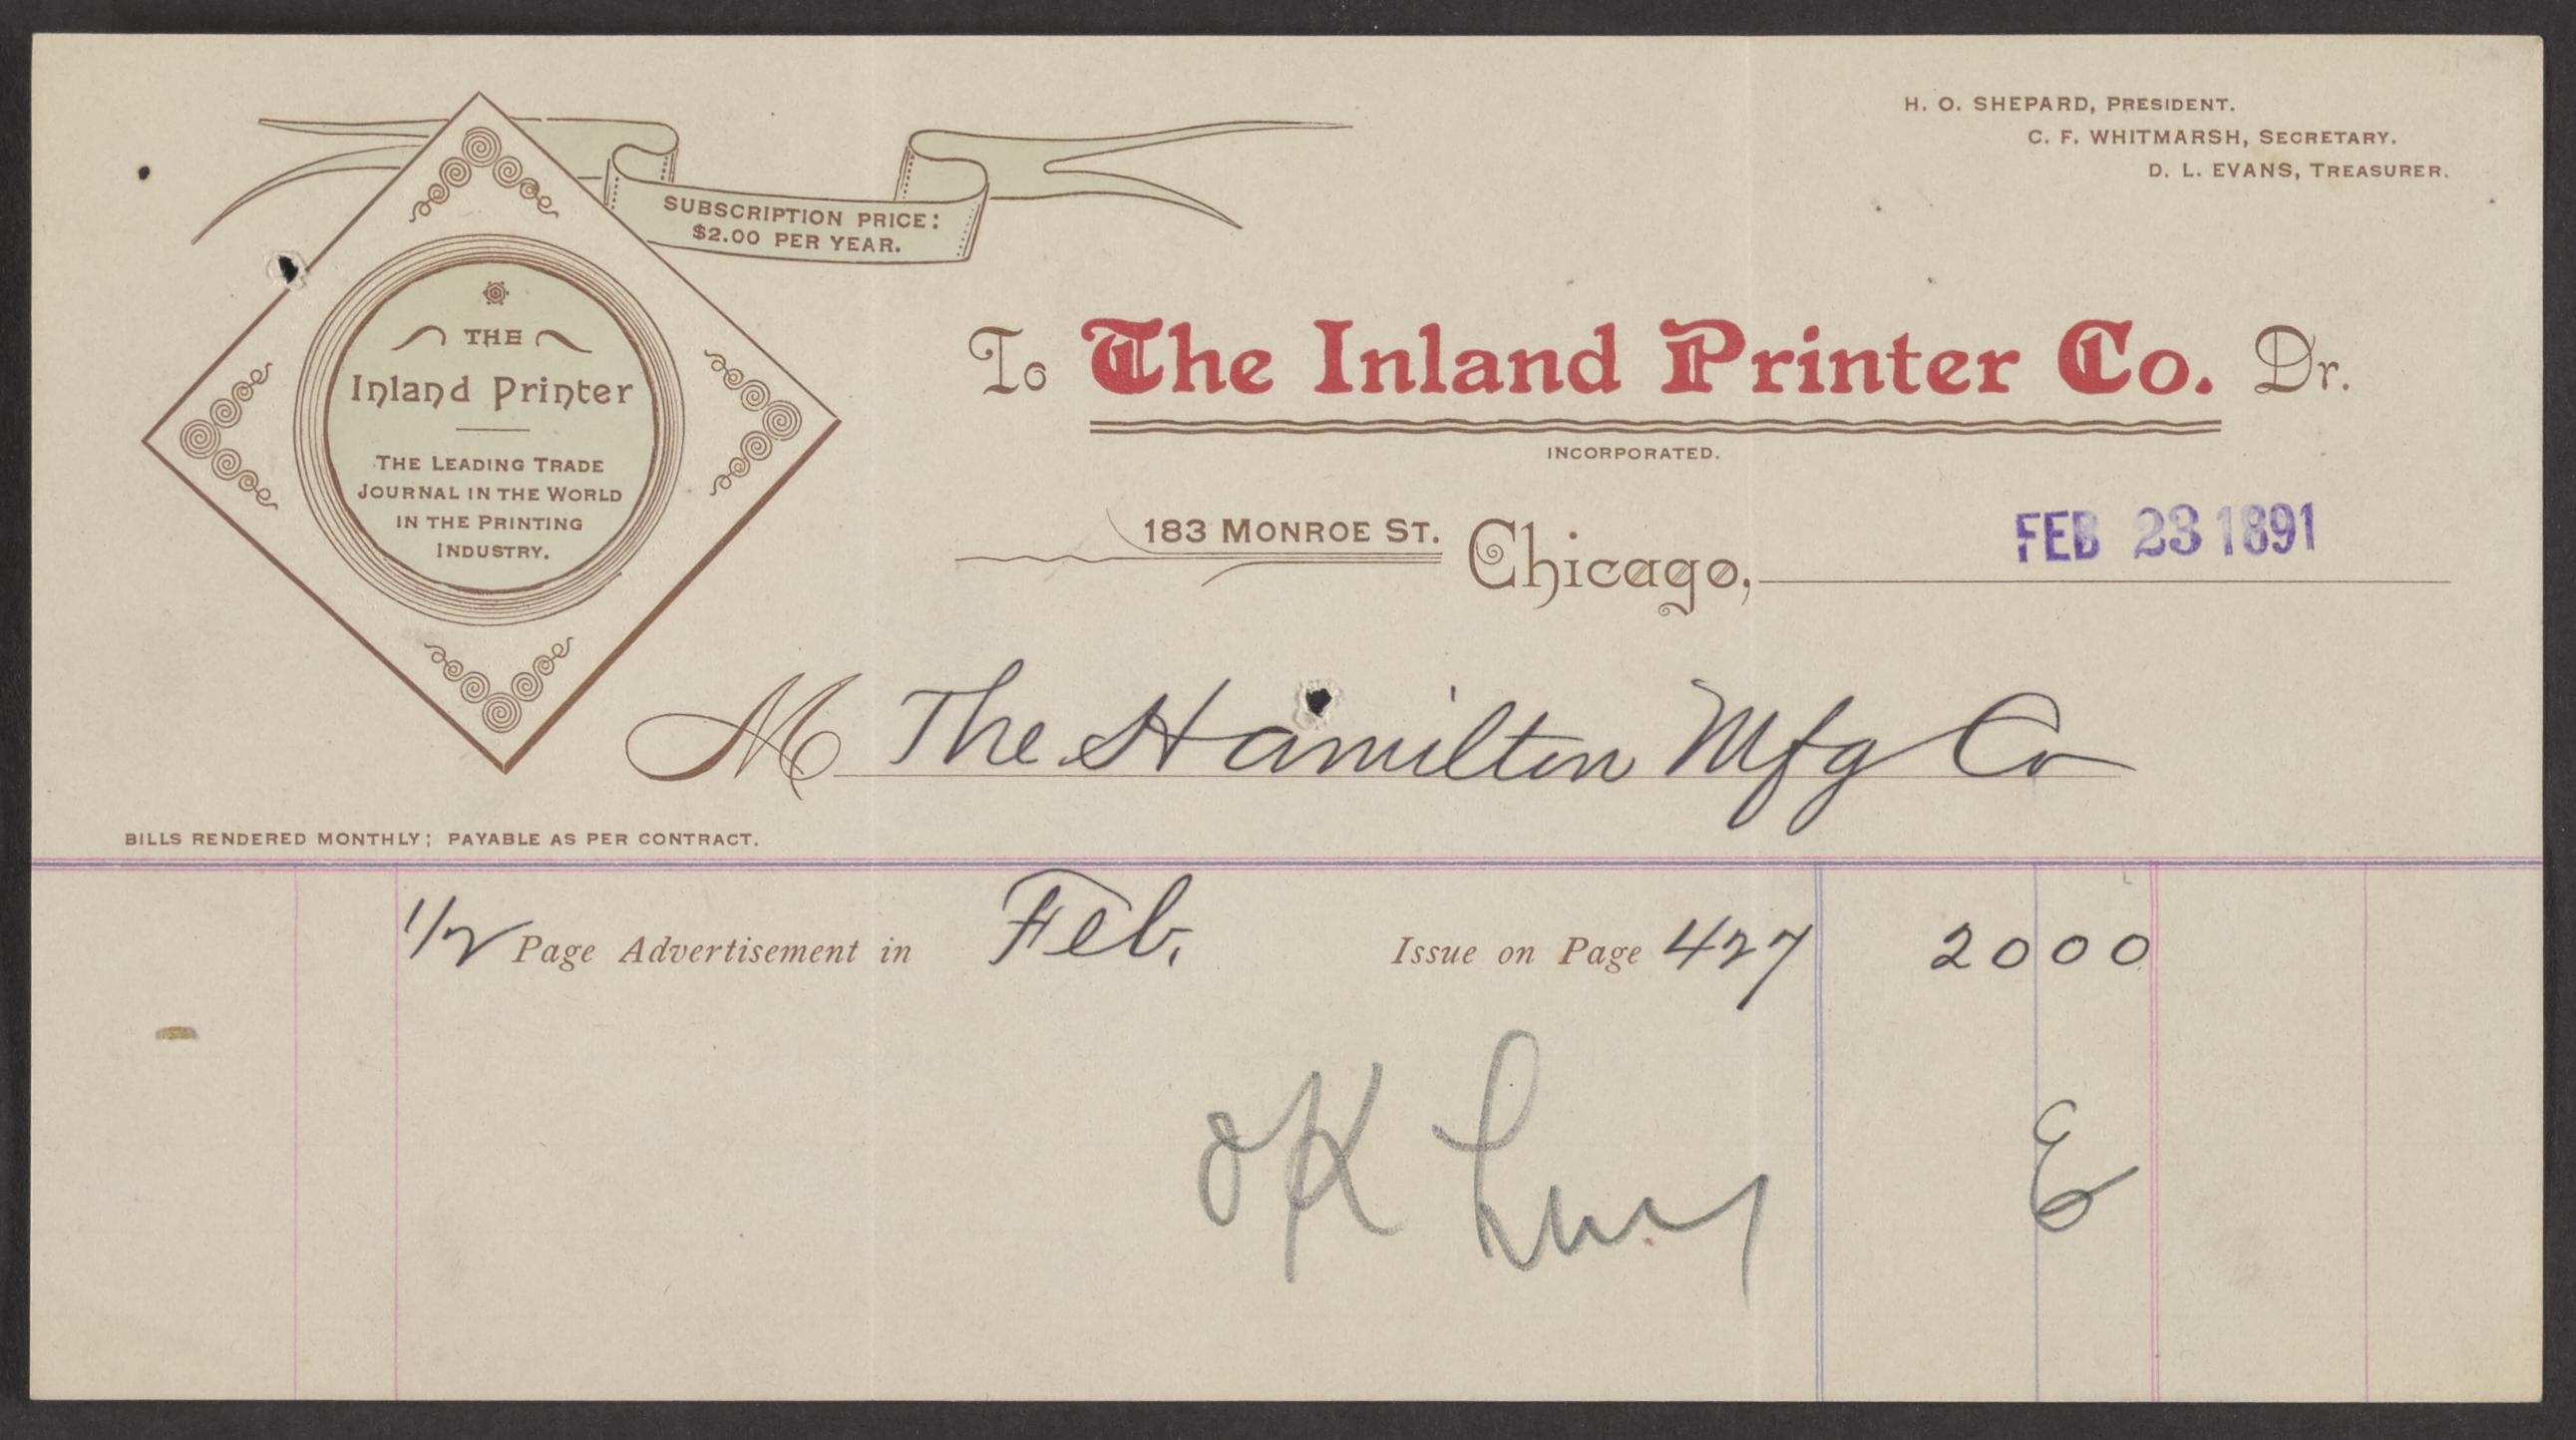 H. O. SHEPARD, PRESIDENT.
C. F. WHITMARSH, SECRETARY.
D. L. EVANS, TREASURER.
SUBSCRIPTION PRICE:
$2.00 PER YEAR.
THE
Inland Printer
THE LEADING TRADE
JOURNAL IN THE WORLD
IN THE PRINTING
INDUSTRY.
To The Inland Printer Co. Dr.
INCORPORATED.
183 MONROE ST. Chicago, FEB 23 1891
M The Hamilton Mfg Co
BILLS RENDERED MONTHLY; PAYABLE AS PER CONTRACT.
1/2 Page Advertisement in Feb. Issue on Page 427 20 00
OK
E